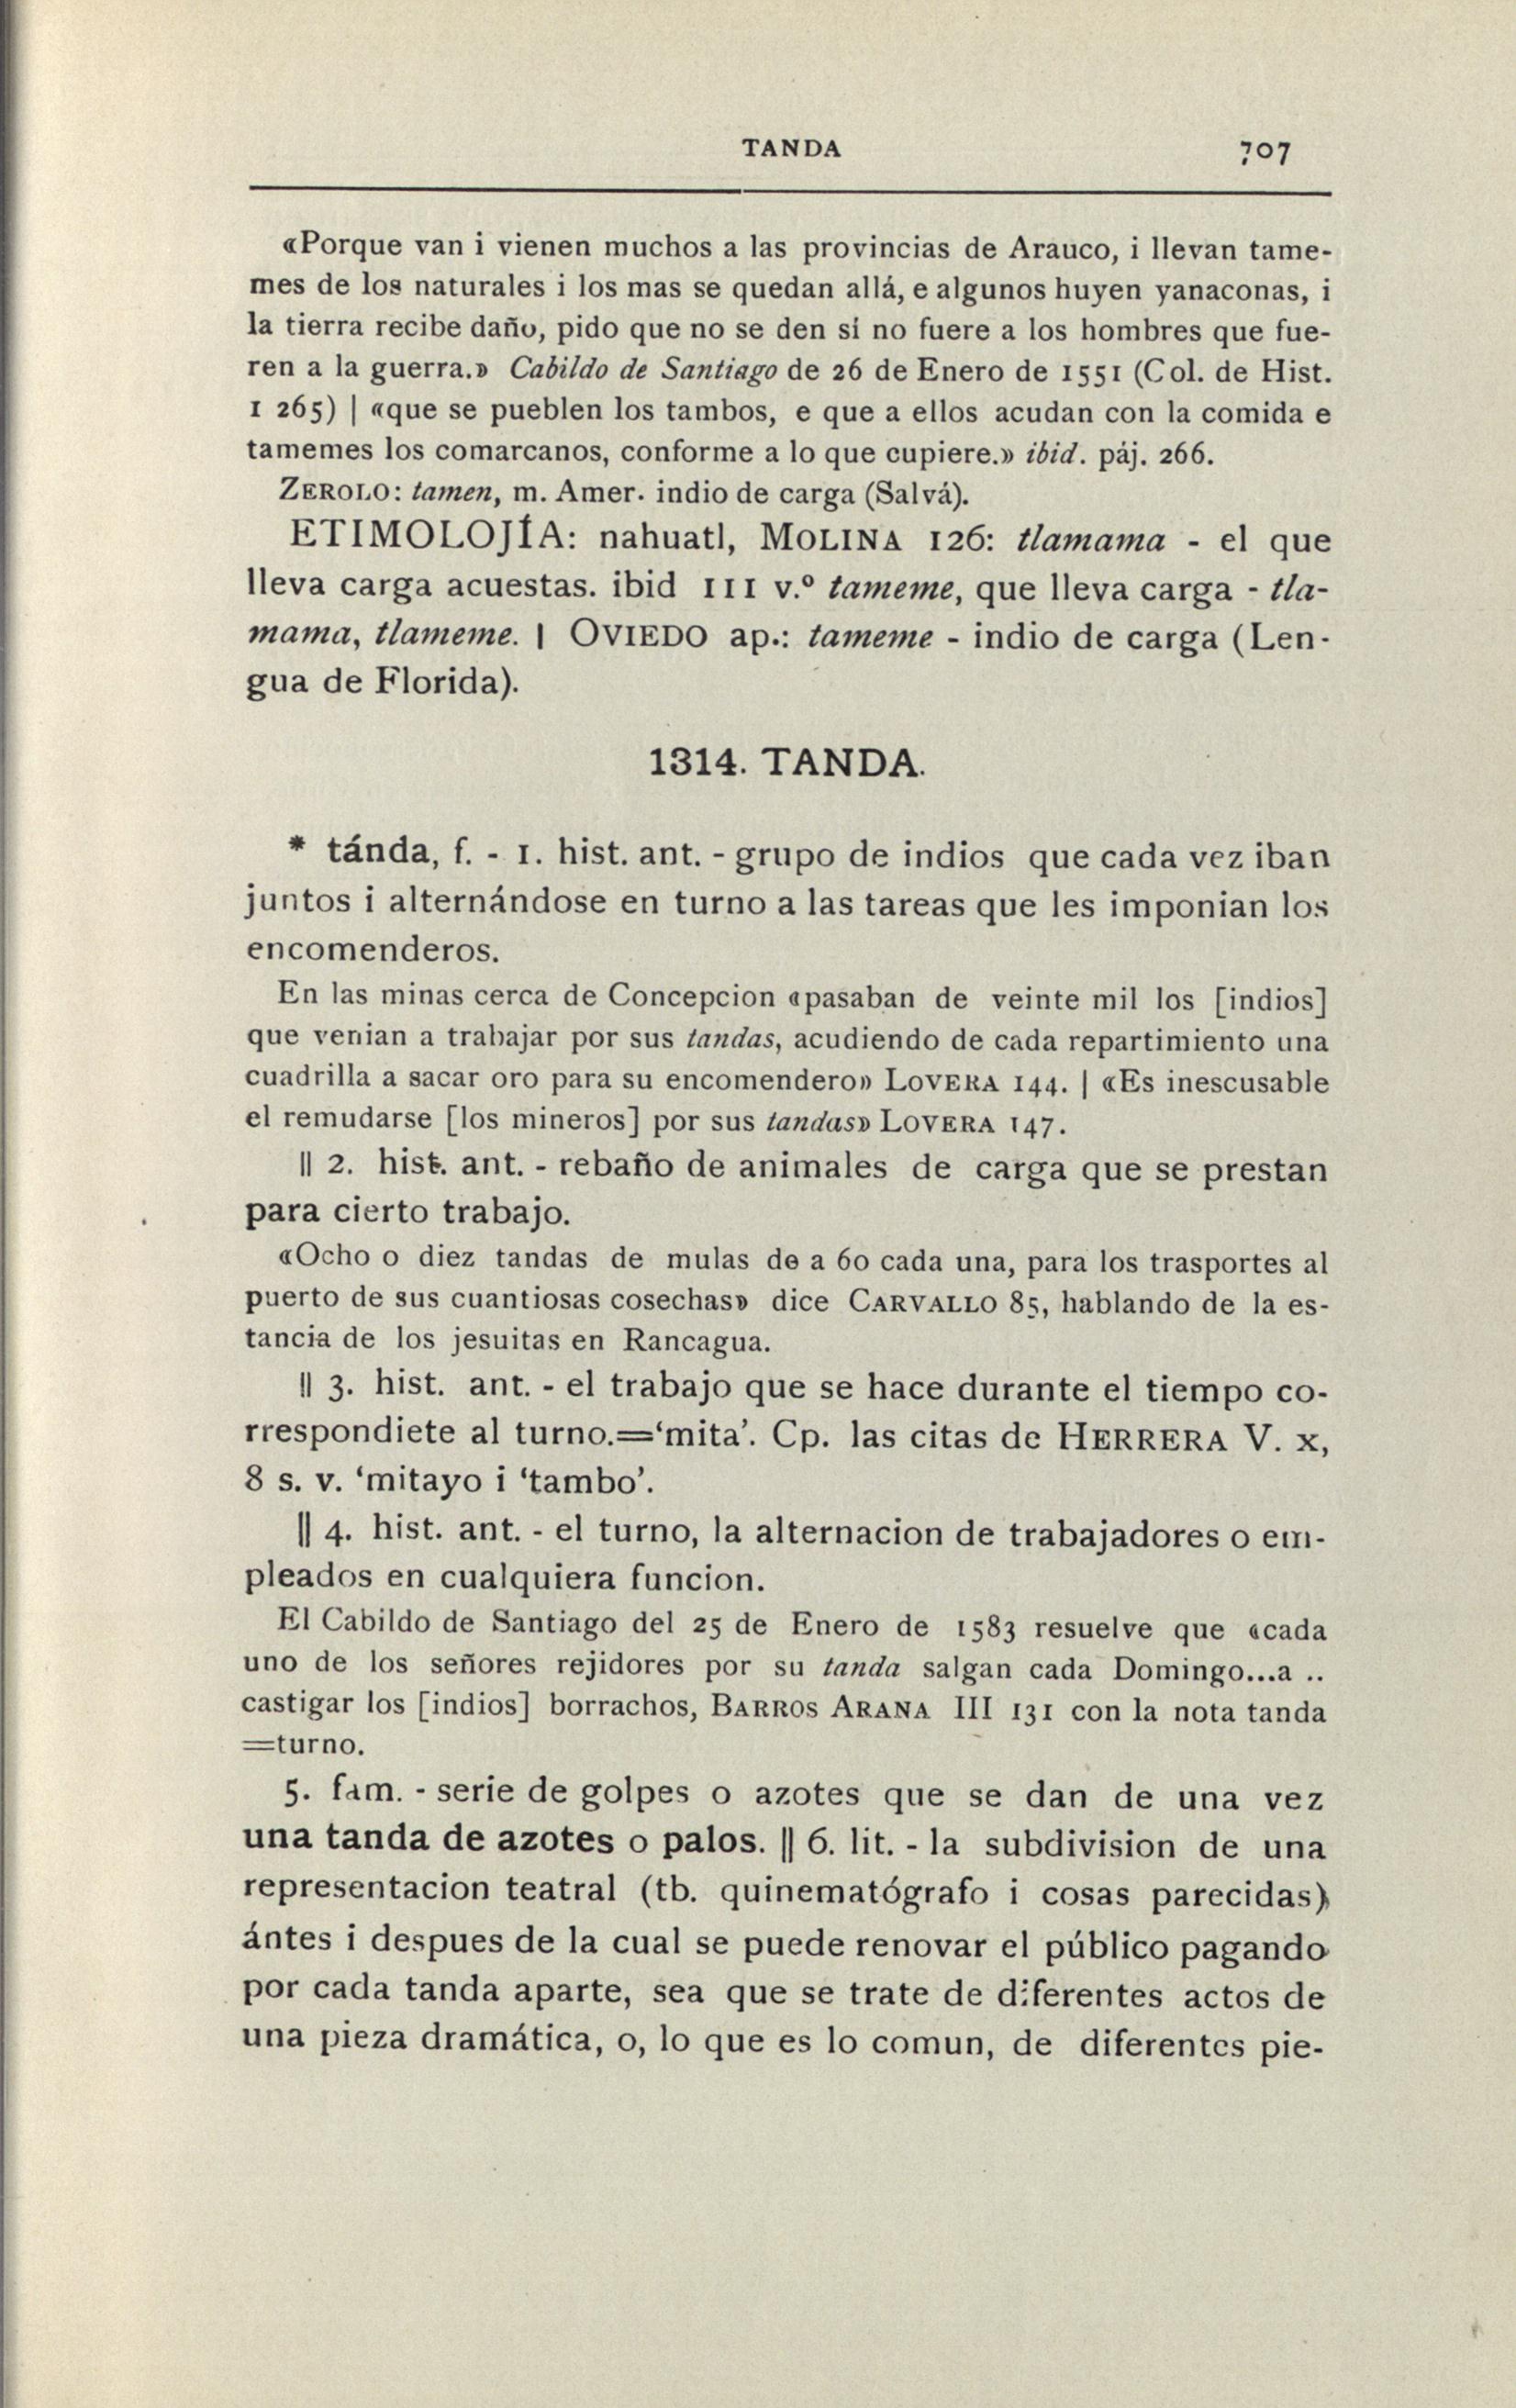 TANDA 707
«Porque van i vienen muchos a las provincias de Arauco, i llevan tame-
mes de los naturales i los mas se quedan allá, e algunos huyen yanaconas, i
la tierra recibe daño, pido que no se den si no fuere a los hombres que fue-
ren a la guerra.» Cabildo de Santiago de 26 de Enero de 1551 (Col. de Hist.
I 265) | «que se pueblen los tambos, e que a ellos acudan con la comida e
tamemes los comarcanos, conforme a lo que cupiere.» ibid. páj. 266.
ZEROLO: tamen, m. Amer. indio de carga (Salvá).
ETIMOLOJÍA: nahuatl, MOLINA 126: tlamama - el que
lleva carga acuestas. ibid III v.º tameme, que lleva carga - tla-
mama, tlameme. | OVIEDO ap.: tameme - indio de carga (Len-
gua de Florida).
1314. TANDA.
* tánda, f. - 1. hist. ant. - grupo de indios que cada vez iban
juntos i alternándose en turno a las tareas que les imponian los
encomenderos.
En las minas cerca de Concepcion «pasaban de veinte mil los [indios]
que venian a trabajar por sus tandas, acudiendo de cada repartimiento una
cuadrilla a sacar oro para su encomendero» LOVERA 144. | «Es inescusable
el remudarse [los mineros] por sus tandas» LOVERA 147.
|| 2. hist. ant. - rebaño de animales de carga que se prestan
para cierto trabajo.
«Ocho o diez tandas de mulas de a 60 cada una, para los trasportes al
puerto de sus cuantiosas cosechas» dice CARVALLO 85, hablando de la es-
tancia de los jesuitas en Rancagua.
|| 3. hist. ant. - el trabajo que se hace durante el tiempo co-
rrespondiete al turno.=‘mita’. Cp. las citas de HERRERA V. X,
8 s. v. ‘mitayo i ‘tambo’.
|| 4. hist. ant. - el turno, la alternacion de trabajadores o em-
pleados en cualquiera funcion.
El Cabildo de Santiago del 25 de Enero de 1583 resuelve que «cada
uno de los señores rejidores por su tanda salgan cada Domingo...a ..
castigar los [indios] borrachos, BARROS ARANA III 131 con la nota tanda
=turno.
5. fam. - serie de golpes o azotes que se dan de una vez
una tanda de azotes o palos. || 6. lit. - la subdivision de una
representacion teatral (tb. quinematógrafo i cosas parecidas)
ántes i despues de la cual se puede renovar el público pagando
por cada tanda aparte, sea que se trate de diferentes actos de
una pieza dramática, o, lo que es lo comun, de diferentes pie-